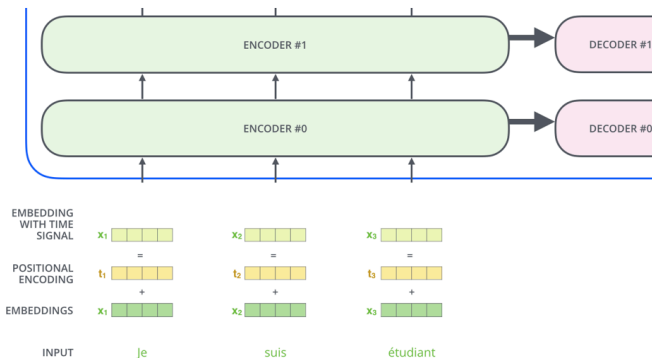 ENCODER #1
DECODER #1
ENCODER #0
DECODER #0
EMBEDDING
WITH TIME
SIGNAL
x₁
x₂
x₃
=
=
=
POSITIONAL
ENCODING
t₁
t₂
t₃
+
+
+
EMBEDDINGS
x₁
x₂
x₃
INPUT
Je
suis
étudiant